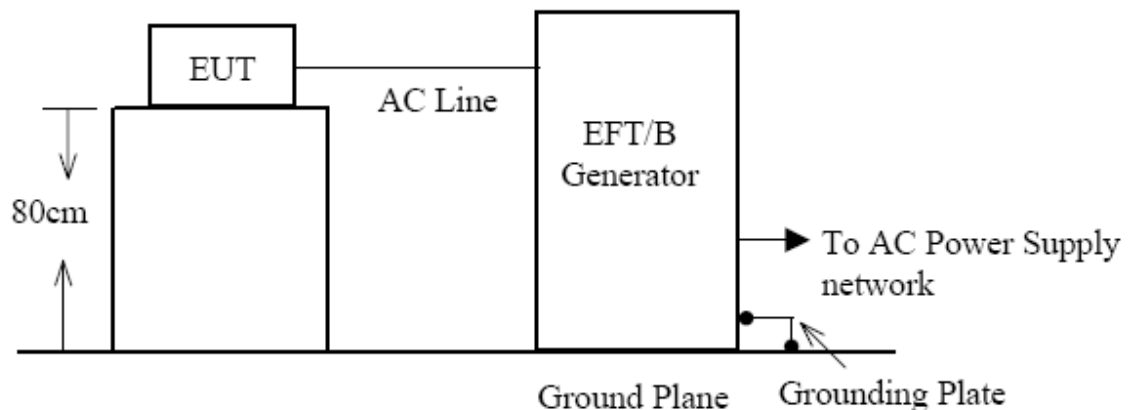 EUT
AC Line
EFT/B
Generator
80cm
To AC Power Supply
network
Ground Plane
Grounding Plate